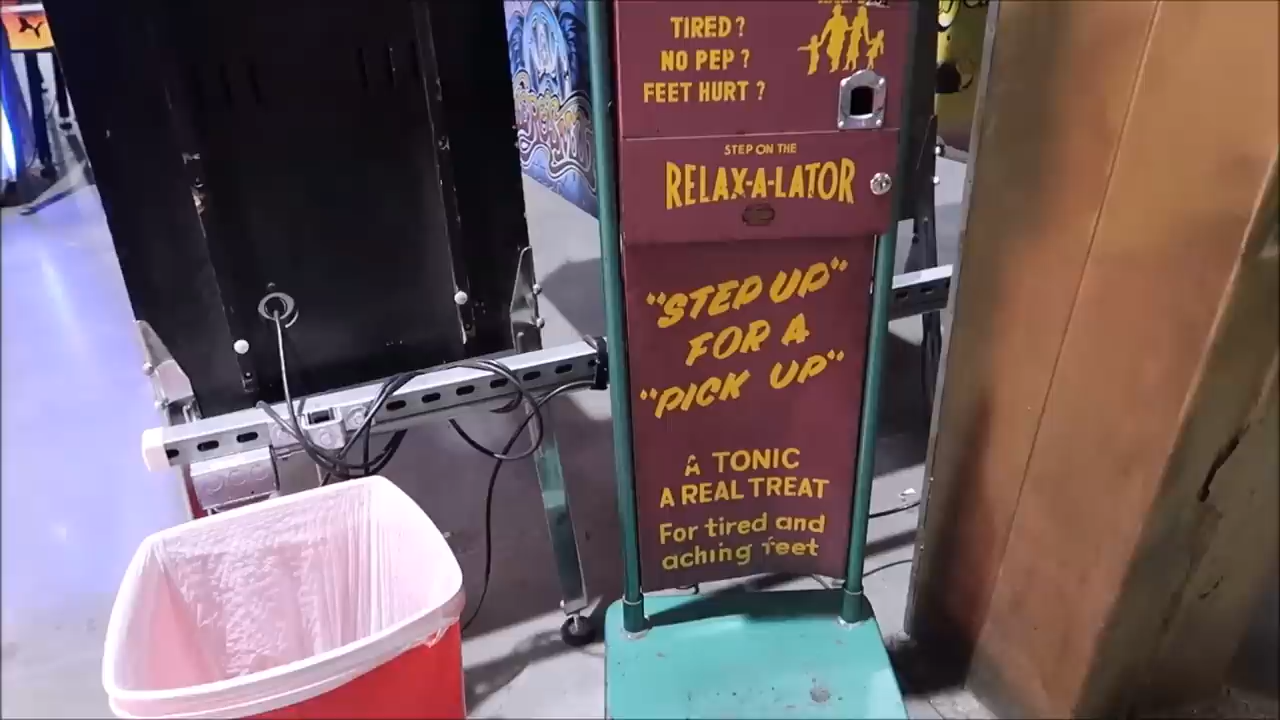 TIRED?
NO PEP?
FEET HURT?
STEP ON THE
RELAX-A-LATOR
"STEP UP"
FOR A
"PICK UP"
A TONIC
A REAL TREAT
For tired and
aching feet